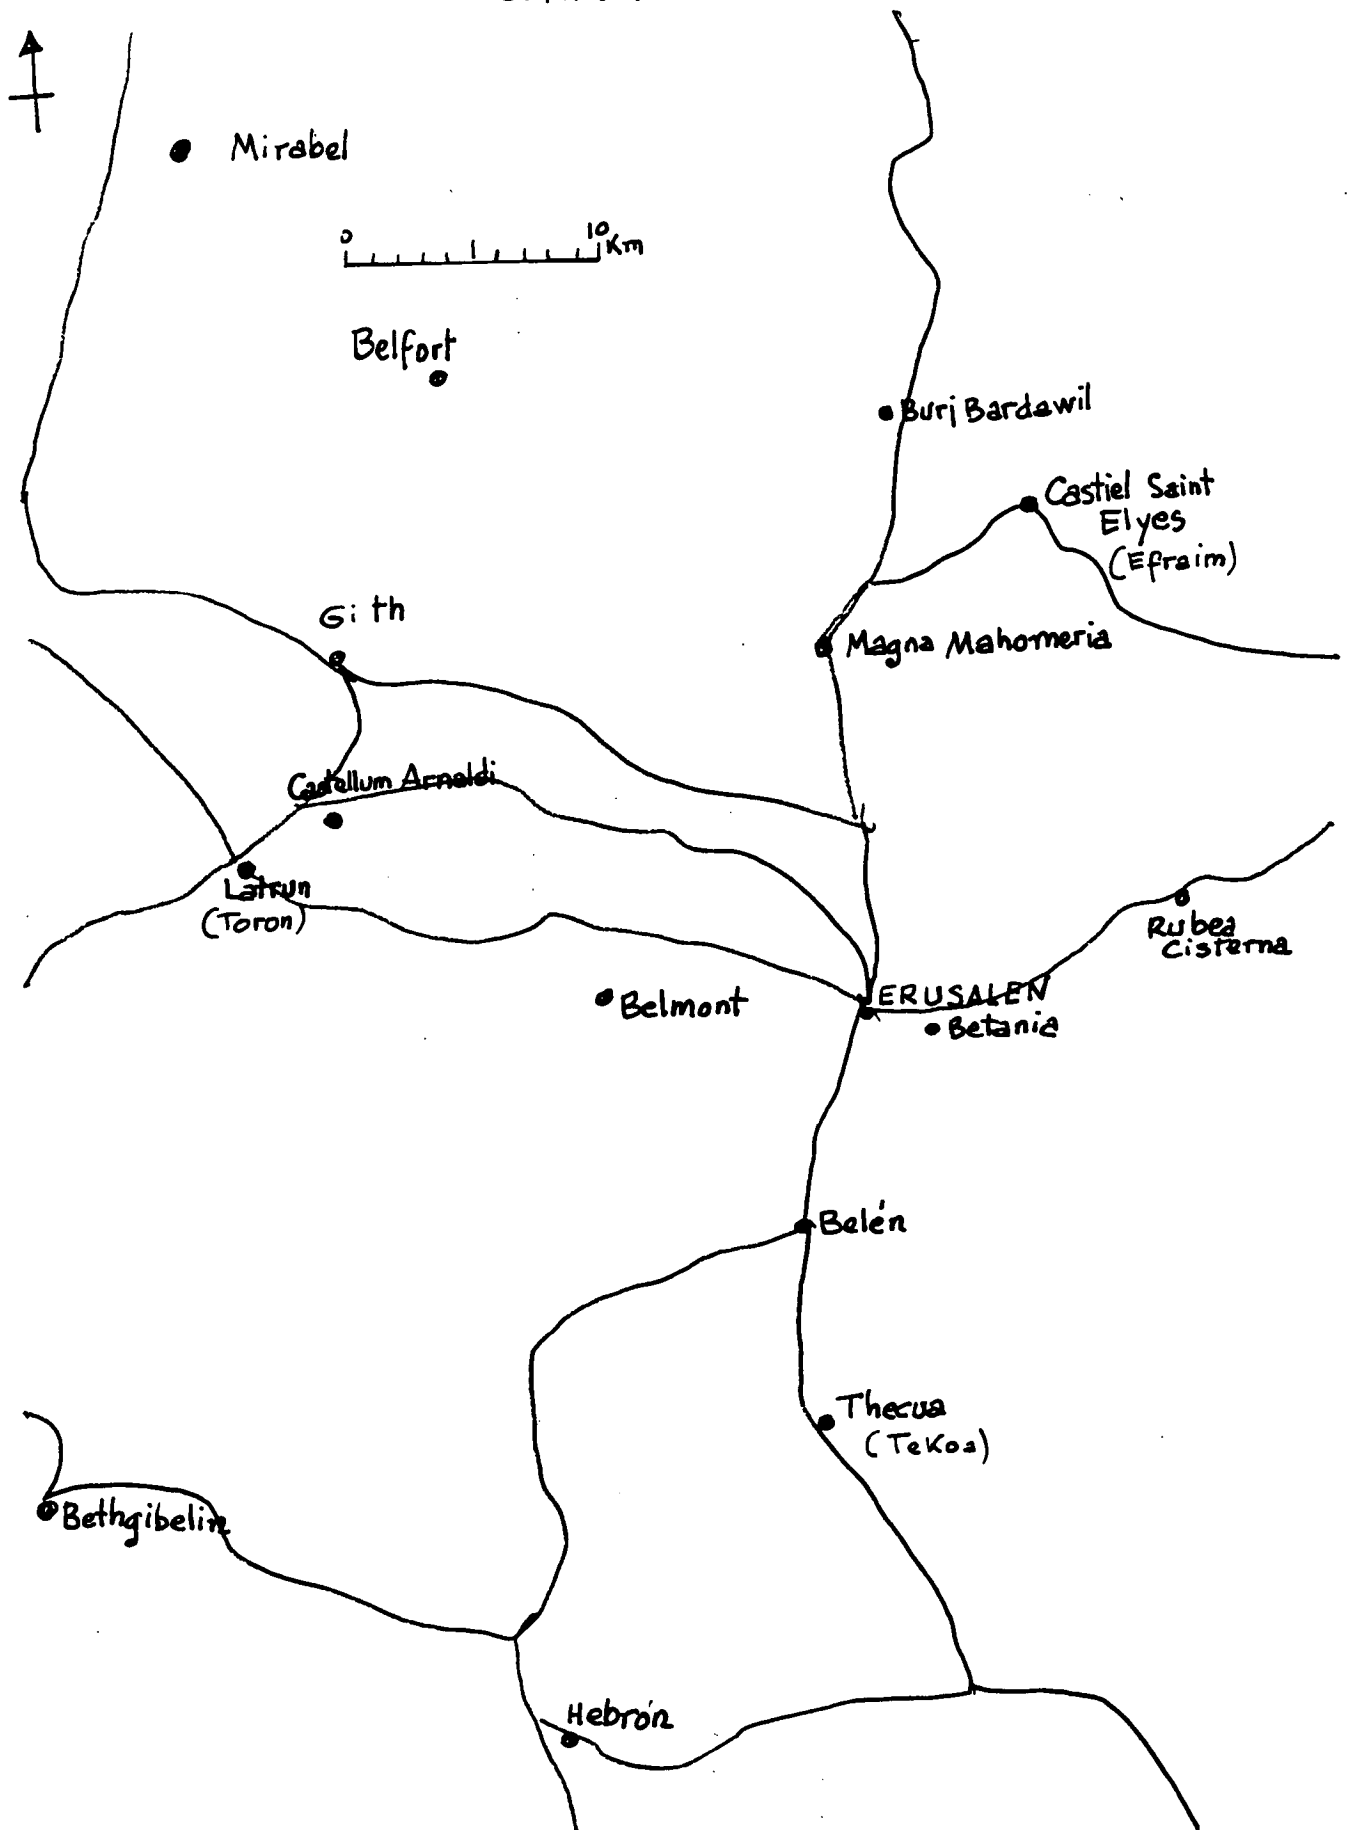 Mirabel
0 10 Km
Belfort
Burj Bardawil
Castiel Saint
Elyes
(Efraim)
Gith
Magna Mahomeria
Castellum Arnaldi
Latrun
(Toron)
Rubea
Cisterna
JERUSALEN
Belmont
Betania
Belén
Thecua
(TeKoa)
Bethgibelin
Hebrón